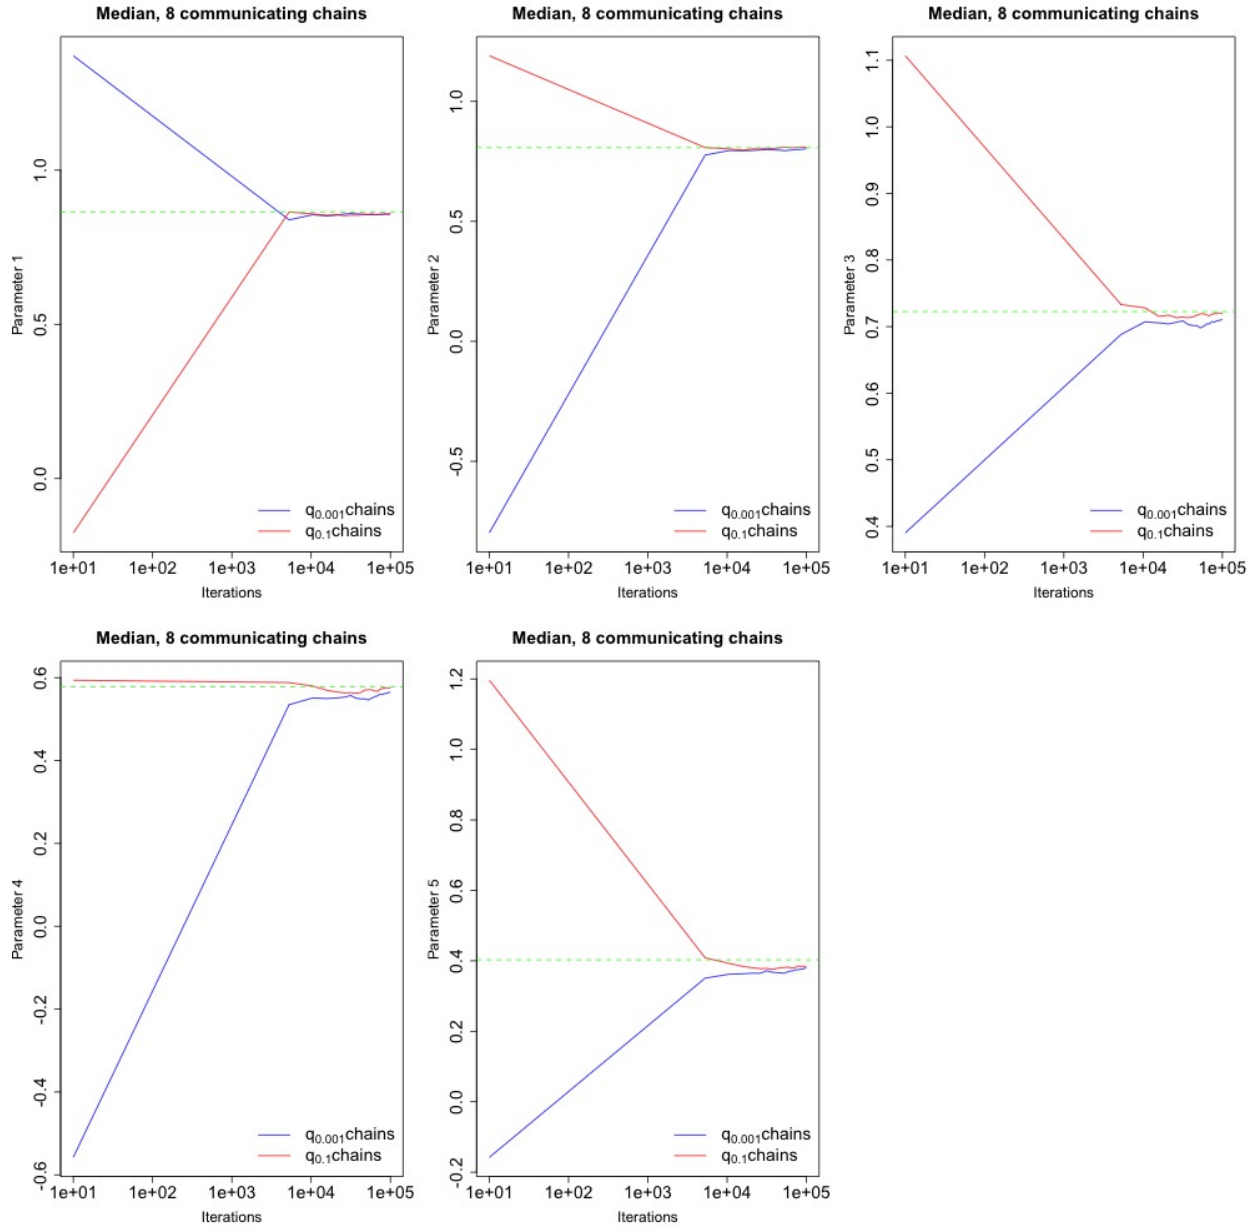 Median, 8 communicating chains
Parameter 1
1.0
0.5
0.0
q0.001chains
q0.1chains
1e+01 1e+02 1e+03 1e+04 1e+05
Iterations
Median, 8 communicating chains
Parameter 2
1.0
0.5
0.0
-0.5
q0.001chains
q0.1chains
1e+01 1e+02 1e+03 1e+04 1e+05
Iterations
Median, 8 communicating chains
Parameter 3
1.1
1.0
0.9
0.8
0.7
0.6
0.5
0.4
q0.001chains
q0.1chains
1e+01 1e+02 1e+03 1e+04 1e+05
Iterations
Median, 8 communicating chains
Parameter 4
0.6
0.4
0.2
0.0
-0.2
-0.4
-0.6
q0.001chains
q0.1chains
1e+01 1e+02 1e+03 1e+04 1e+05
Iterations
Median, 8 communicating chains
Parameter 5
1.2
1.0
0.8
0.6
0.4
0.2
0.0
-0.2
q0.001chains
q0.1chains
1e+01 1e+02 1e+03 1e+04 1e+05
Iterations